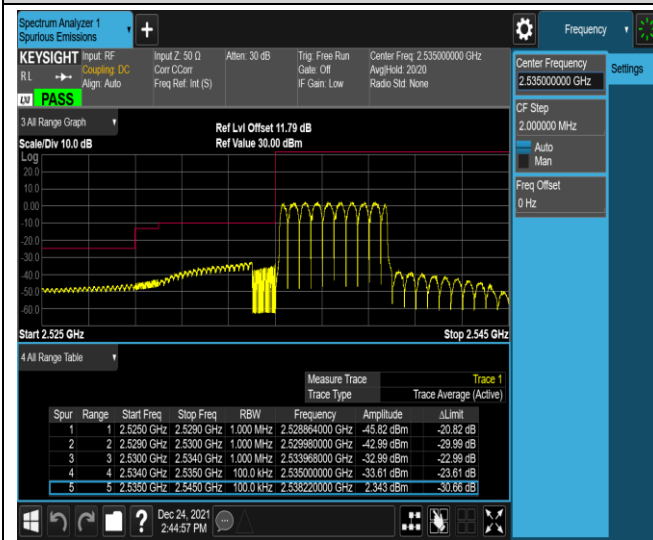 Spectrum Analyzer 1
Spurious Emissions
+
Frequency
KEYSIGHT
Input: RF
Input Z: 50 Ω
Atten: 30 dB
Trig: Free Run
Center Freq: 2.535000000 GHz
RL
Coupling: DC
Corr CCorr
Gate: Off
Avg|Hold: 20/20
Align: Auto
Freq Ref: Int (S)
IF Gain: Low
Radio Std: None
LXI
PASS
Center Frequency
2.535000000 GHz
Settings
CF Step
2.000000 MHz
Auto
Man
Freq Offset
0 Hz
3 All Range Graph
Ref Lvl Offset 11.79 dB
Scale/Div 10.0 dB
Ref Value 30.00 dBm
Log
20.0
10.0
0.00
-10.0
-20.0
-30.0
-40.0
-50.0
-60.0
Start 2.525 GHz
Stop 2.545 GHz
4 All Range Table
Measure Trace
Trace 1
Trace Type
Trace Average (Active)
Spur Range Start Freq Stop Freq RBW Frequency Amplitude ΔLimit
1 1 2.5250 GHz 2.5290 GHz 1.000 MHz 2.528864000 GHz -45.82 dBm -20.82 dB
2 2 2.5290 GHz 2.5300 GHz 1.000 MHz 2.529980000 GHz -42.99 dBm -29.99 dB
3 3 2.5300 GHz 2.5340 GHz 1.000 MHz 2.533968000 GHz -32.99 dBm -22.99 dB
4 4 2.5340 GHz 2.5350 GHz 100.0 kHz 2.535000000 GHz -33.61 dBm -23.61 dB
5 5 2.5350 GHz 2.5450 GHz 100.0 kHz 2.538220000 GHz 2.343 dBm -30.66 dB
?
Dec 24, 2021
2:44:57 PM